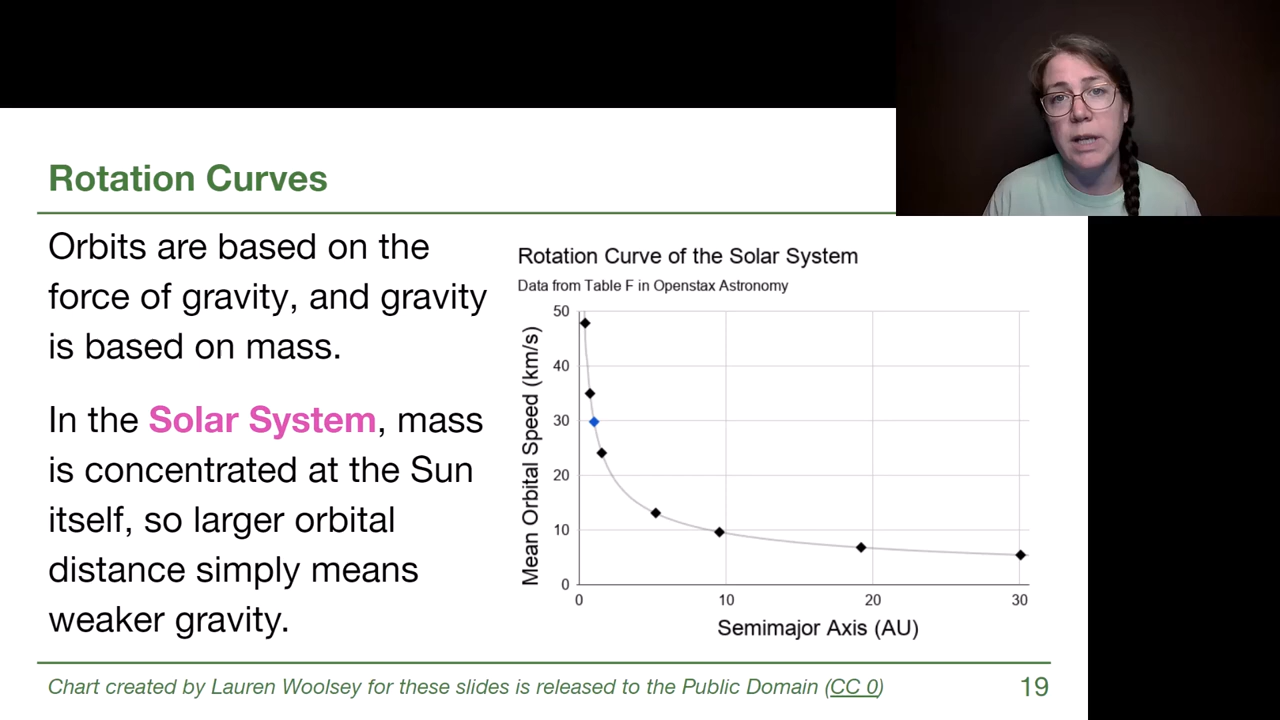 Rotation Curves
Orbits are based on the
force of gravity, and gravity
is based on mass.
In the Solar System, mass
is concentrated at the Sun
itself, so larger orbital
distance simply means
weaker gravity.
Rotation Curve of the Solar System
Data from Table F in Openstax Astronomy
Mean Orbital Speed (km/s)
50
40
30
20
10
0
0 10 20 30
Semimajor Axis (AU)
Chart created by Lauren Woolsey for these slides is released to the Public Domain (CC 0)
19